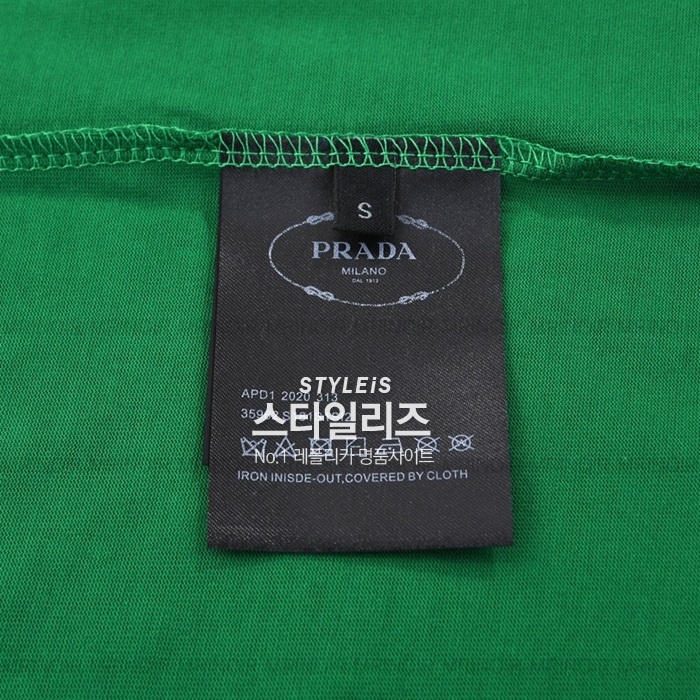 S
PRADA
MILANO
DAL 1913
STYLEiS
APD1 2020 313
스타일리즈
No.1 레플리카 명품사이트
IRON INISDE-OUT,COVERED BY CLOTH